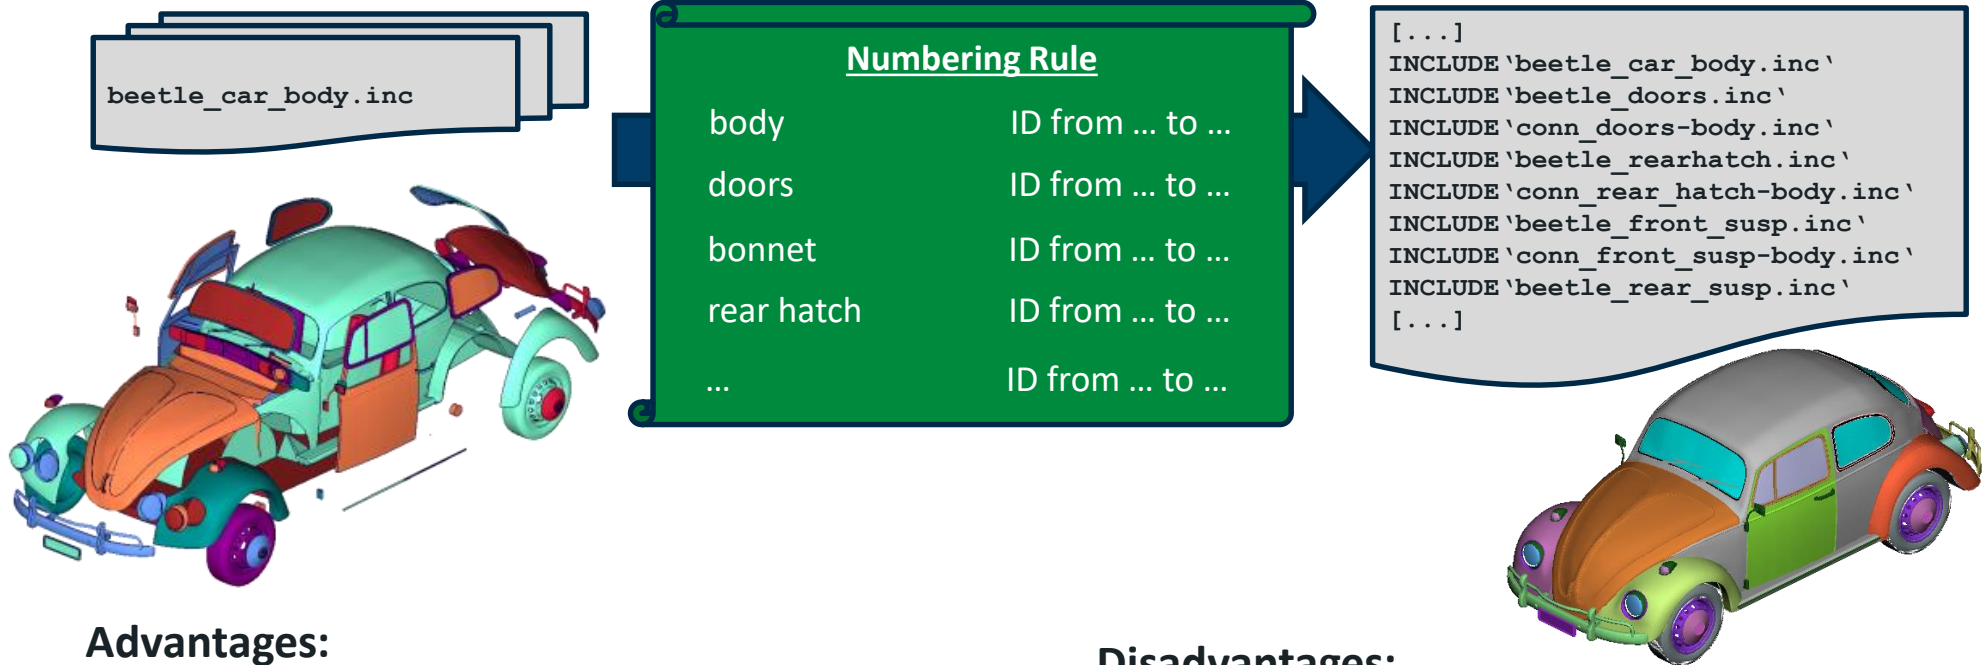 beetle_car_body.inc
Numbering Rule
body ID from ... to ...
doors ID from ... to ...
bonnet ID from ... to ...
rear hatch ID from ... to ...
... ID from ... to ...
[...]
INCLUDE‘beetle_car_body.inc‘
INCLUDE‘beetle_doors.inc‘
INCLUDE‘conn_doors-body.inc‘
INCLUDE‘beetle_rearhatch.inc‘
INCLUDE‘conn_rear_hatch-body.inc‘
INCLUDE‘beetle_front_susp.inc‘
INCLUDE‘conn_front_susp-body.inc‘
INCLUDE‘beetle_rear_susp.inc‘
[...]
Advantages:
Disadvantages: